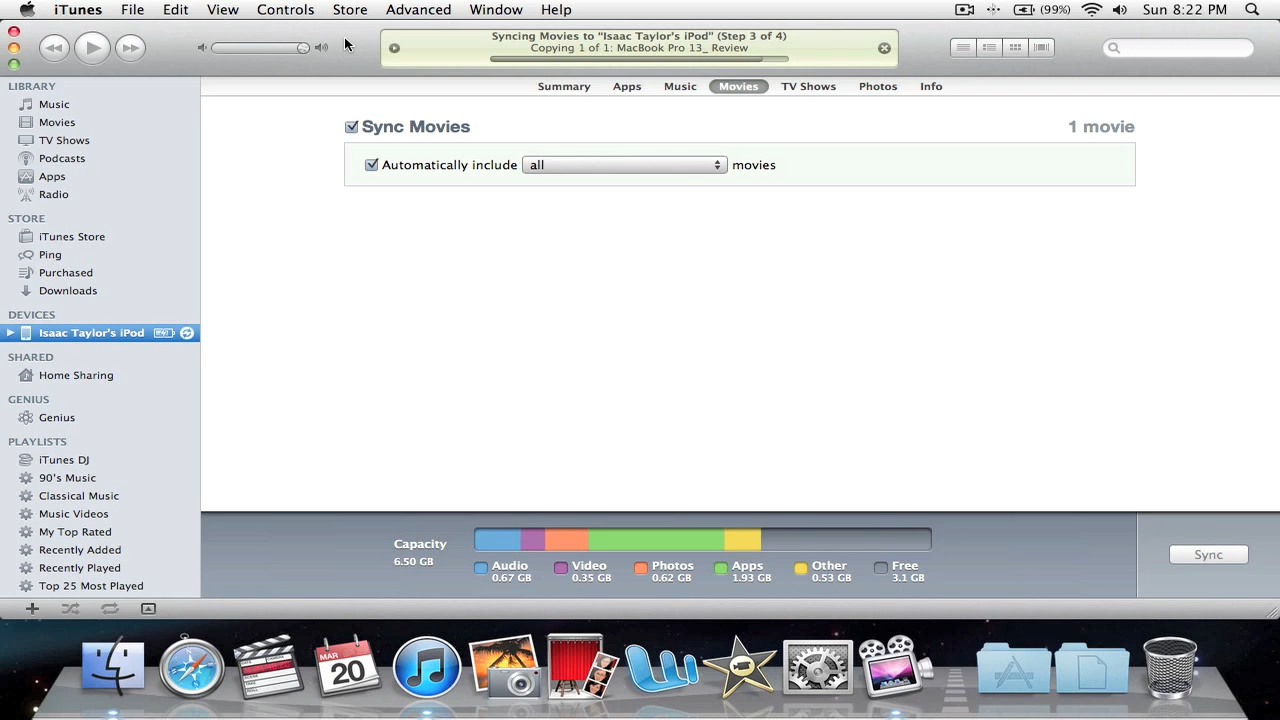 iTunes File Edit View Controls Store Advanced Window Help (99%) Sun 8:22 PM
Syncing Movies to "Isaac Taylor's iPod" (Step 3 of 4)
Copying 1 of 1: MacBook Pro 13_ Review
Summary Apps Music Movies TV Shows Photos Info
LIBRARY
Music
Movies
TV Shows
Podcasts
Apps
Radio
STORE
iTunes Store
Ping
Purchased
Downloads
DEVICES
Isaac Taylor's iPod
SHARED
Home Sharing
GENIUS
Genius
PLAYLISTS
iTunes DJ
90's Music
Classical Music
Music Videos
My Top Rated
Recently Added
Recently Played
Top 25 Most Played
Sync Movies 1 movie
Automatically include all movies
Capacity
6.50 GB
Audio
0.67 GB
Video
0.35 GB
Photos
0.62 GB
Apps
1.93 GB
Other
0.53 GB
Free
3.1 GB
Sync
MAR
20